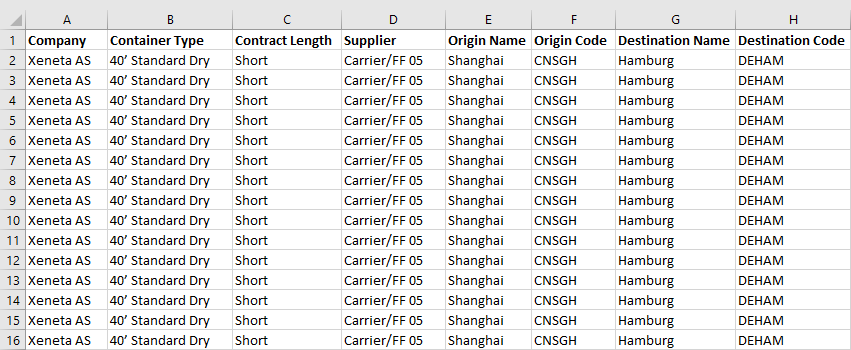 A B C D E F G H
1 Company Container Type Contract Length Supplier Origin Name Origin Code Destination Name Destination Code
2 Xeneta AS 40’ Standard Dry Short Carrier/FF 05 Shanghai CNSGH Hamburg DEHAM
3 Xeneta AS 40’ Standard Dry Short Carrier/FF 05 Shanghai CNSGH Hamburg DEHAM
4 Xeneta AS 40’ Standard Dry Short Carrier/FF 05 Shanghai CNSGH Hamburg DEHAM
5 Xeneta AS 40’ Standard Dry Short Carrier/FF 05 Shanghai CNSGH Hamburg DEHAM
6 Xeneta AS 40’ Standard Dry Short Carrier/FF 05 Shanghai CNSGH Hamburg DEHAM
7 Xeneta AS 40’ Standard Dry Short Carrier/FF 05 Shanghai CNSGH Hamburg DEHAM
8 Xeneta AS 40’ Standard Dry Short Carrier/FF 05 Shanghai CNSGH Hamburg DEHAM
9 Xeneta AS 40’ Standard Dry Short Carrier/FF 05 Shanghai CNSGH Hamburg DEHAM
10 Xeneta AS 40’ Standard Dry Short Carrier/FF 05 Shanghai CNSGH Hamburg DEHAM
11 Xeneta AS 40’ Standard Dry Short Carrier/FF 05 Shanghai CNSGH Hamburg DEHAM
12 Xeneta AS 40’ Standard Dry Short Carrier/FF 05 Shanghai CNSGH Hamburg DEHAM
13 Xeneta AS 40’ Standard Dry Short Carrier/FF 05 Shanghai CNSGH Hamburg DEHAM
14 Xeneta AS 40’ Standard Dry Short Carrier/FF 05 Shanghai CNSGH Hamburg DEHAM
15 Xeneta AS 40’ Standard Dry Short Carrier/FF 05 Shanghai CNSGH Hamburg DEHAM
16 Xeneta AS 40’ Standard Dry Short Carrier/FF 05 Shanghai CNSGH Hamburg DEHAM